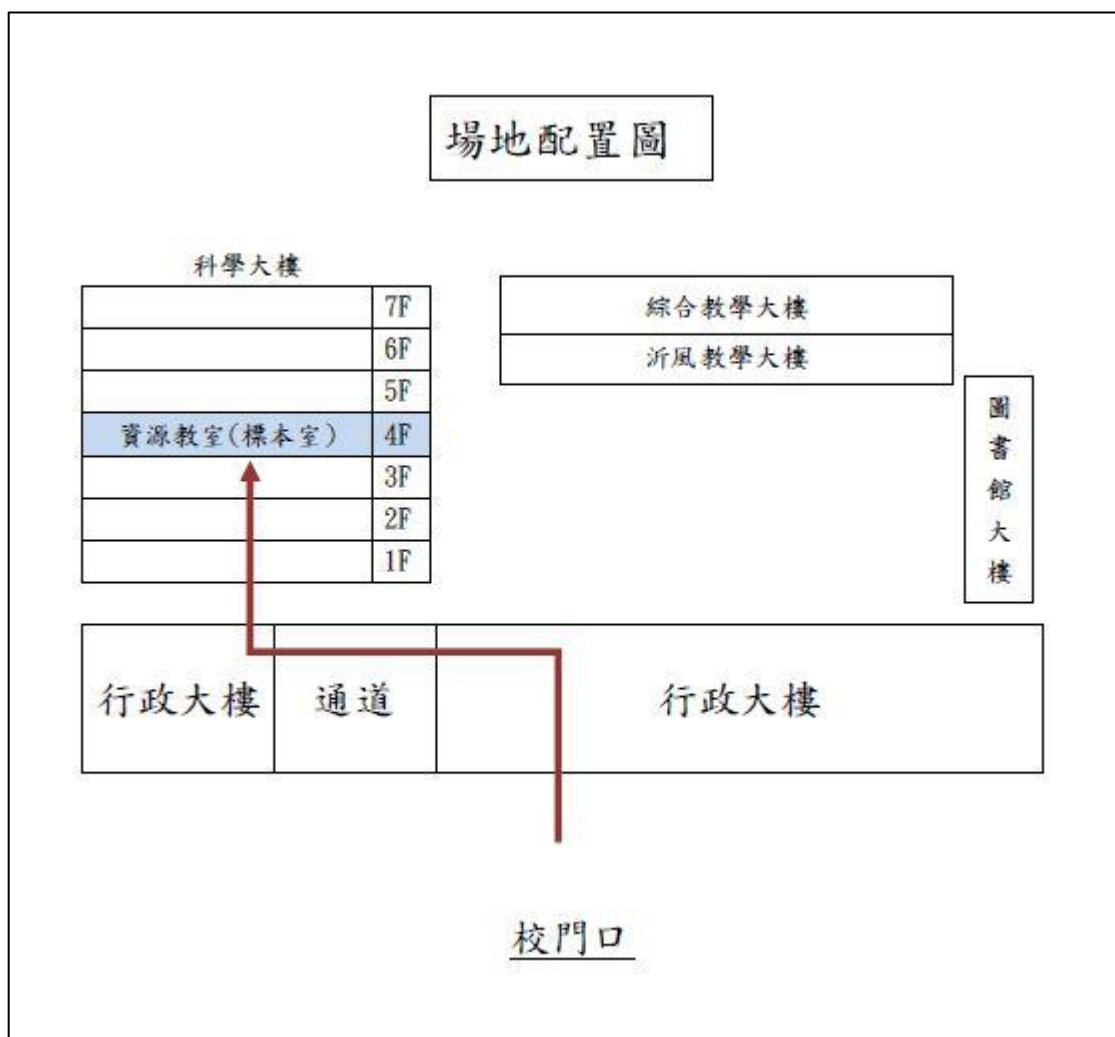 場地配置圖
科學大樓
7F
6F
5F
資源教室(標本室) 4F
3F
2F
1F
綜合教學大樓
沂風教學大樓
圖書館大樓
行政大樓 通道 行政大樓
校門口